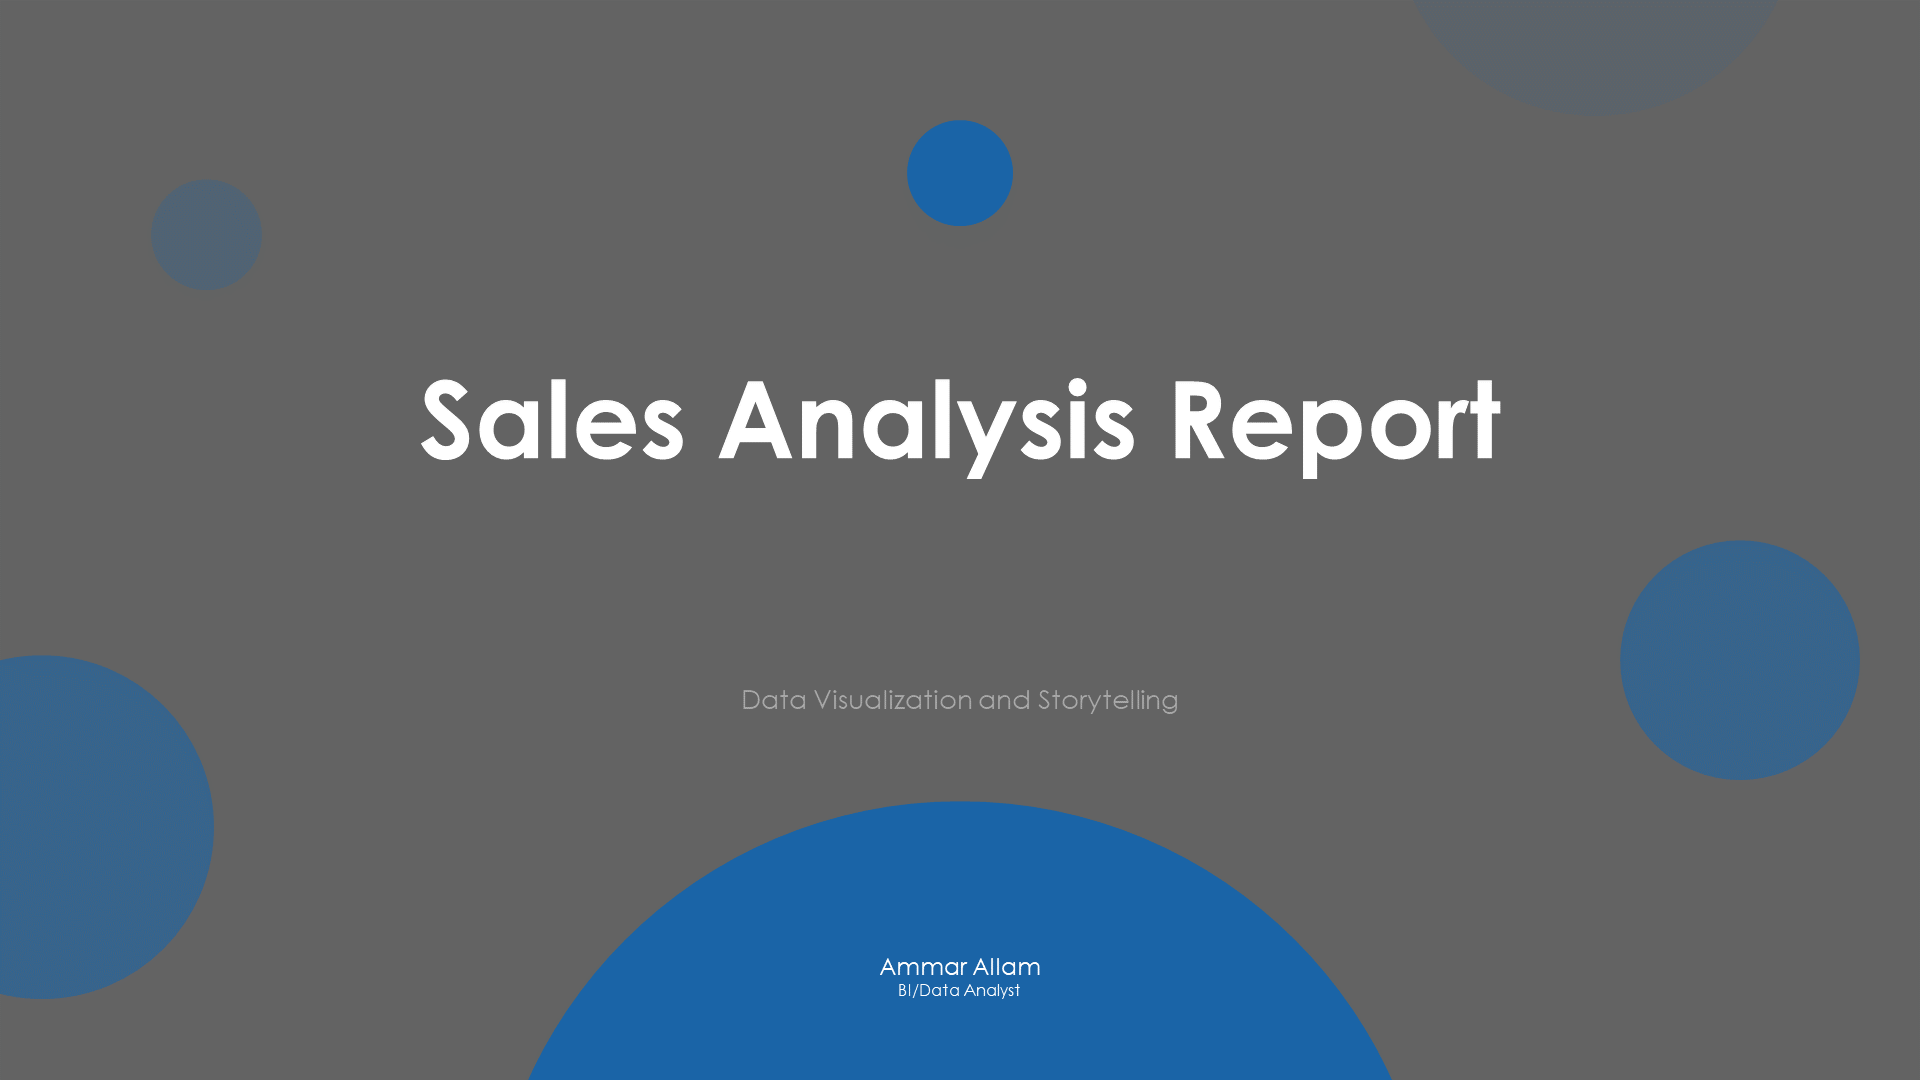 Sales Analysis Report
Data Visualization and Storytelling
Ammar Allam
BI/Data Analyst